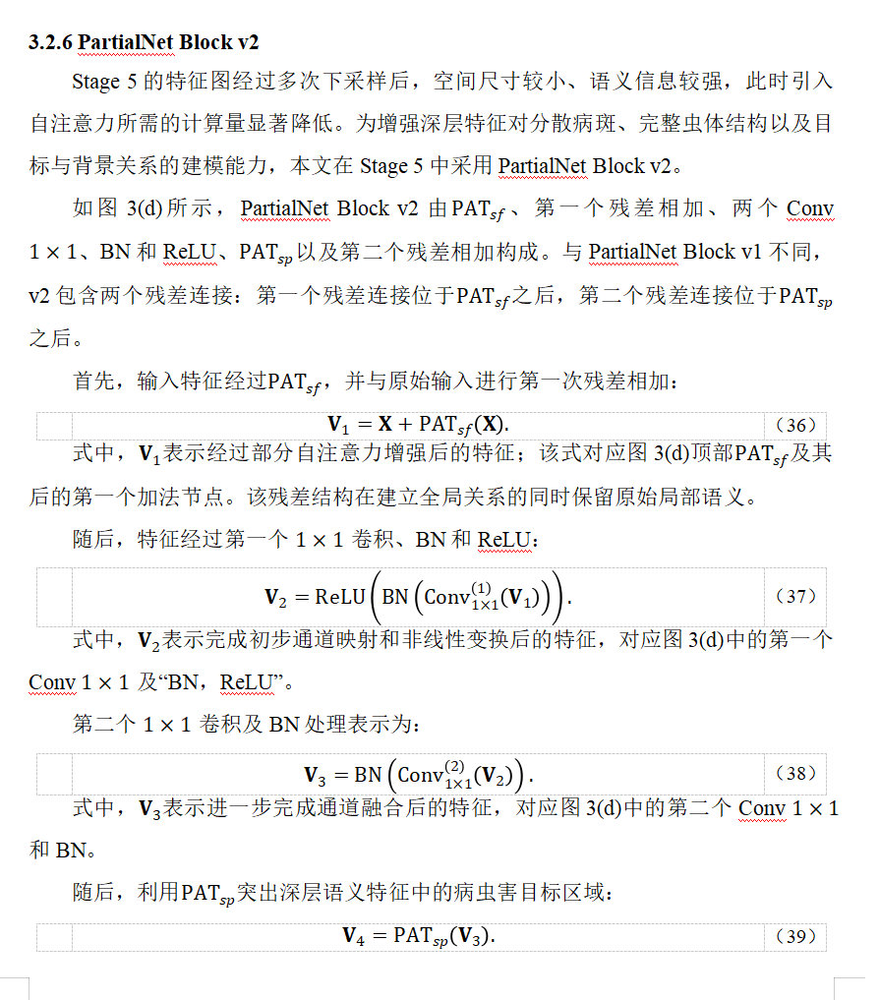 3.2.6 PartialNet Block v2
Stage 5 的特征图经过多次下采样后，空间尺寸较小、语义信息较强，此时引入
自注意力所需的计算量显著降低。为增强深层特征对分散病斑、完整虫体结构以及目
标与背景关系的建模能力，本文在 Stage 5 中采用 PartialNet Block v2。
如图 3(d)所示，PartialNet Block v2 由PAT_sf、第一个残差相加、两个 Conv
1 × 1、BN 和 ReLU、PAT_sp以及第二个残差相加构成。与 PartialNet Block v1 不同，
v2 包含两个残差连接：第一个残差连接位于PAT_sf之后，第二个残差连接位于PAT_sp
之后。
首先，输入特征经过PAT_sf，并与原始输入进行第一次残差相加：
V_1 = X + PAT_sf(X). （36）
式中，V_1表示经过部分自注意力增强后的特征；该式对应图 3(d)顶部PAT_sf及其
后的第一个加法节点。该残差结构在建立全局关系的同时保留原始局部语义。
随后，特征经过第一个 1 × 1 卷积、BN 和 ReLU：
V_2 = ReLU(BN(Conv_{1×1}^{(1)}(V_1))). （37）
式中，V_2表示完成初步通道映射和非线性变换后的特征，对应图 3(d)中的第一个
Conv 1 × 1 及“BN，ReLU”。
第二个 1 × 1 卷积及 BN 处理表示为：
V_3 = BN(Conv_{1×1}^{(2)}(V_2)). （38）
式中，V_3表示进一步完成通道融合后的特征，对应图 3(d)中的第二个 Conv 1 × 1
和 BN。
随后，利用PAT_sp突出深层语义特征中的病虫害目标区域：
V_4 = PAT_sp(V_3). （39）